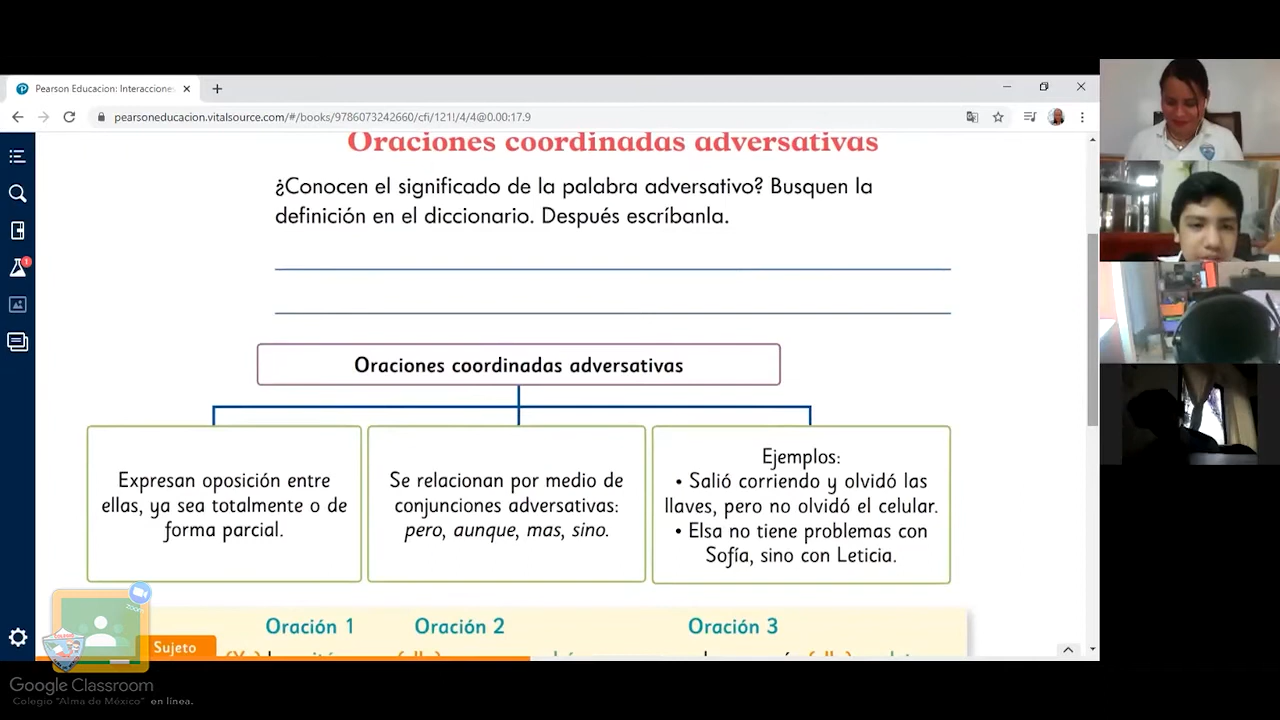 Pearson Educacion: Interacciones
pearsoneducacion.vitalsource.com/#/books/9786073242660/cfi/121!/4/4@0.00:17.9
Oraciones coordinadas adversativas
¿Conocen el significado de la palabra adversativo? Busquen la
definición en el diccionario. Después escríbanla.
Oraciones coordinadas adversativas
Expresan oposición entre
ellas, ya sea totalmente o de
forma parcial.
Se relacionan por medio de
conjunciones adversativas:
pero, aunque, mas, sino.
Ejemplos:
• Salió corriendo y olvidó las
llaves, pero no olvidó el celular.
• Elsa no tiene problemas con
Sofía, sino con Leticia.
Oración 1 Oración 2 Oración 3
Sujeto
1
zoom
Google Classroom
Colegio "Alma de México" en línea.